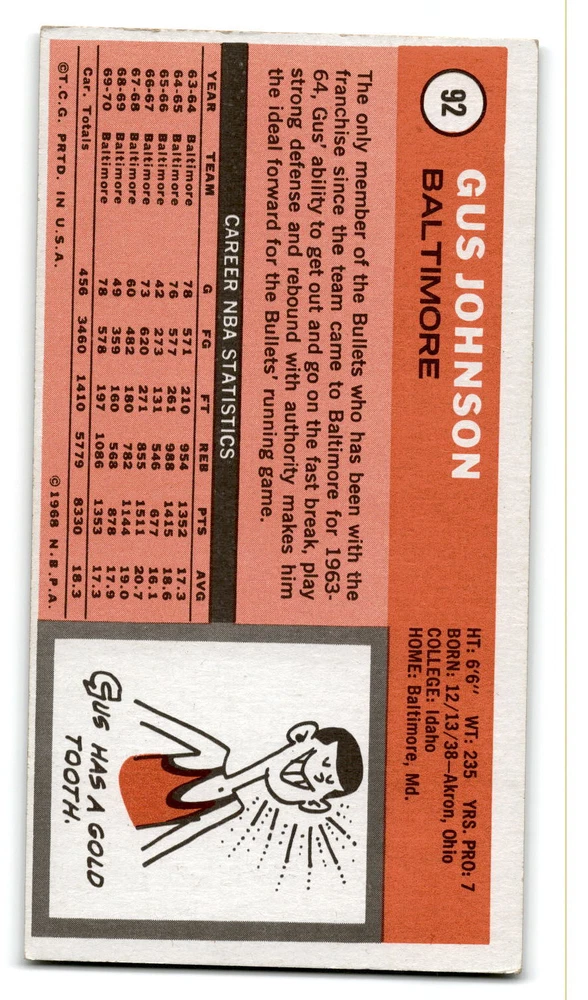 92
GUS JOHNSON
BALTIMORE
HT: 6'6" WT: 235 YRS. PRO: 7
BORN: 12/13/38—Akron, Ohio
COLLEGE: Idaho
HOME: Baltimore, Md.
The only member of the Bullets who has been with the
franchise since the team came to Baltimore for 1963-
64, Gus' ability to get out and go on the fast break, play
strong defense and rebound with authority makes him
the ideal forward for the Bullets' running game.
CAREER NBA STATISTICS
YEAR TEAM G FG FT REB PTS AVG
63-64 Baltimore 78 571 210 954 1352 17.3
64-65 Baltimore 76 577 261 988 1415 18.6
65-66 Baltimore 42 273 131 546 677 16.1
66-67 Baltimore 73 620 271 855 1511 20.7
67-68 Baltimore 60 482 180 782 1144 19.0
68-69 Baltimore 49 359 160 568 878 17.9
69-70 Baltimore 78 578 197 1086 1353 17.3
Car. Totals 456 3460 1410 5779 8330 18.3
©T.C.G. PRTD. IN U.S.A. ©1968 N.B.P.A.
GUS HAS A GOLD
TOOTH.